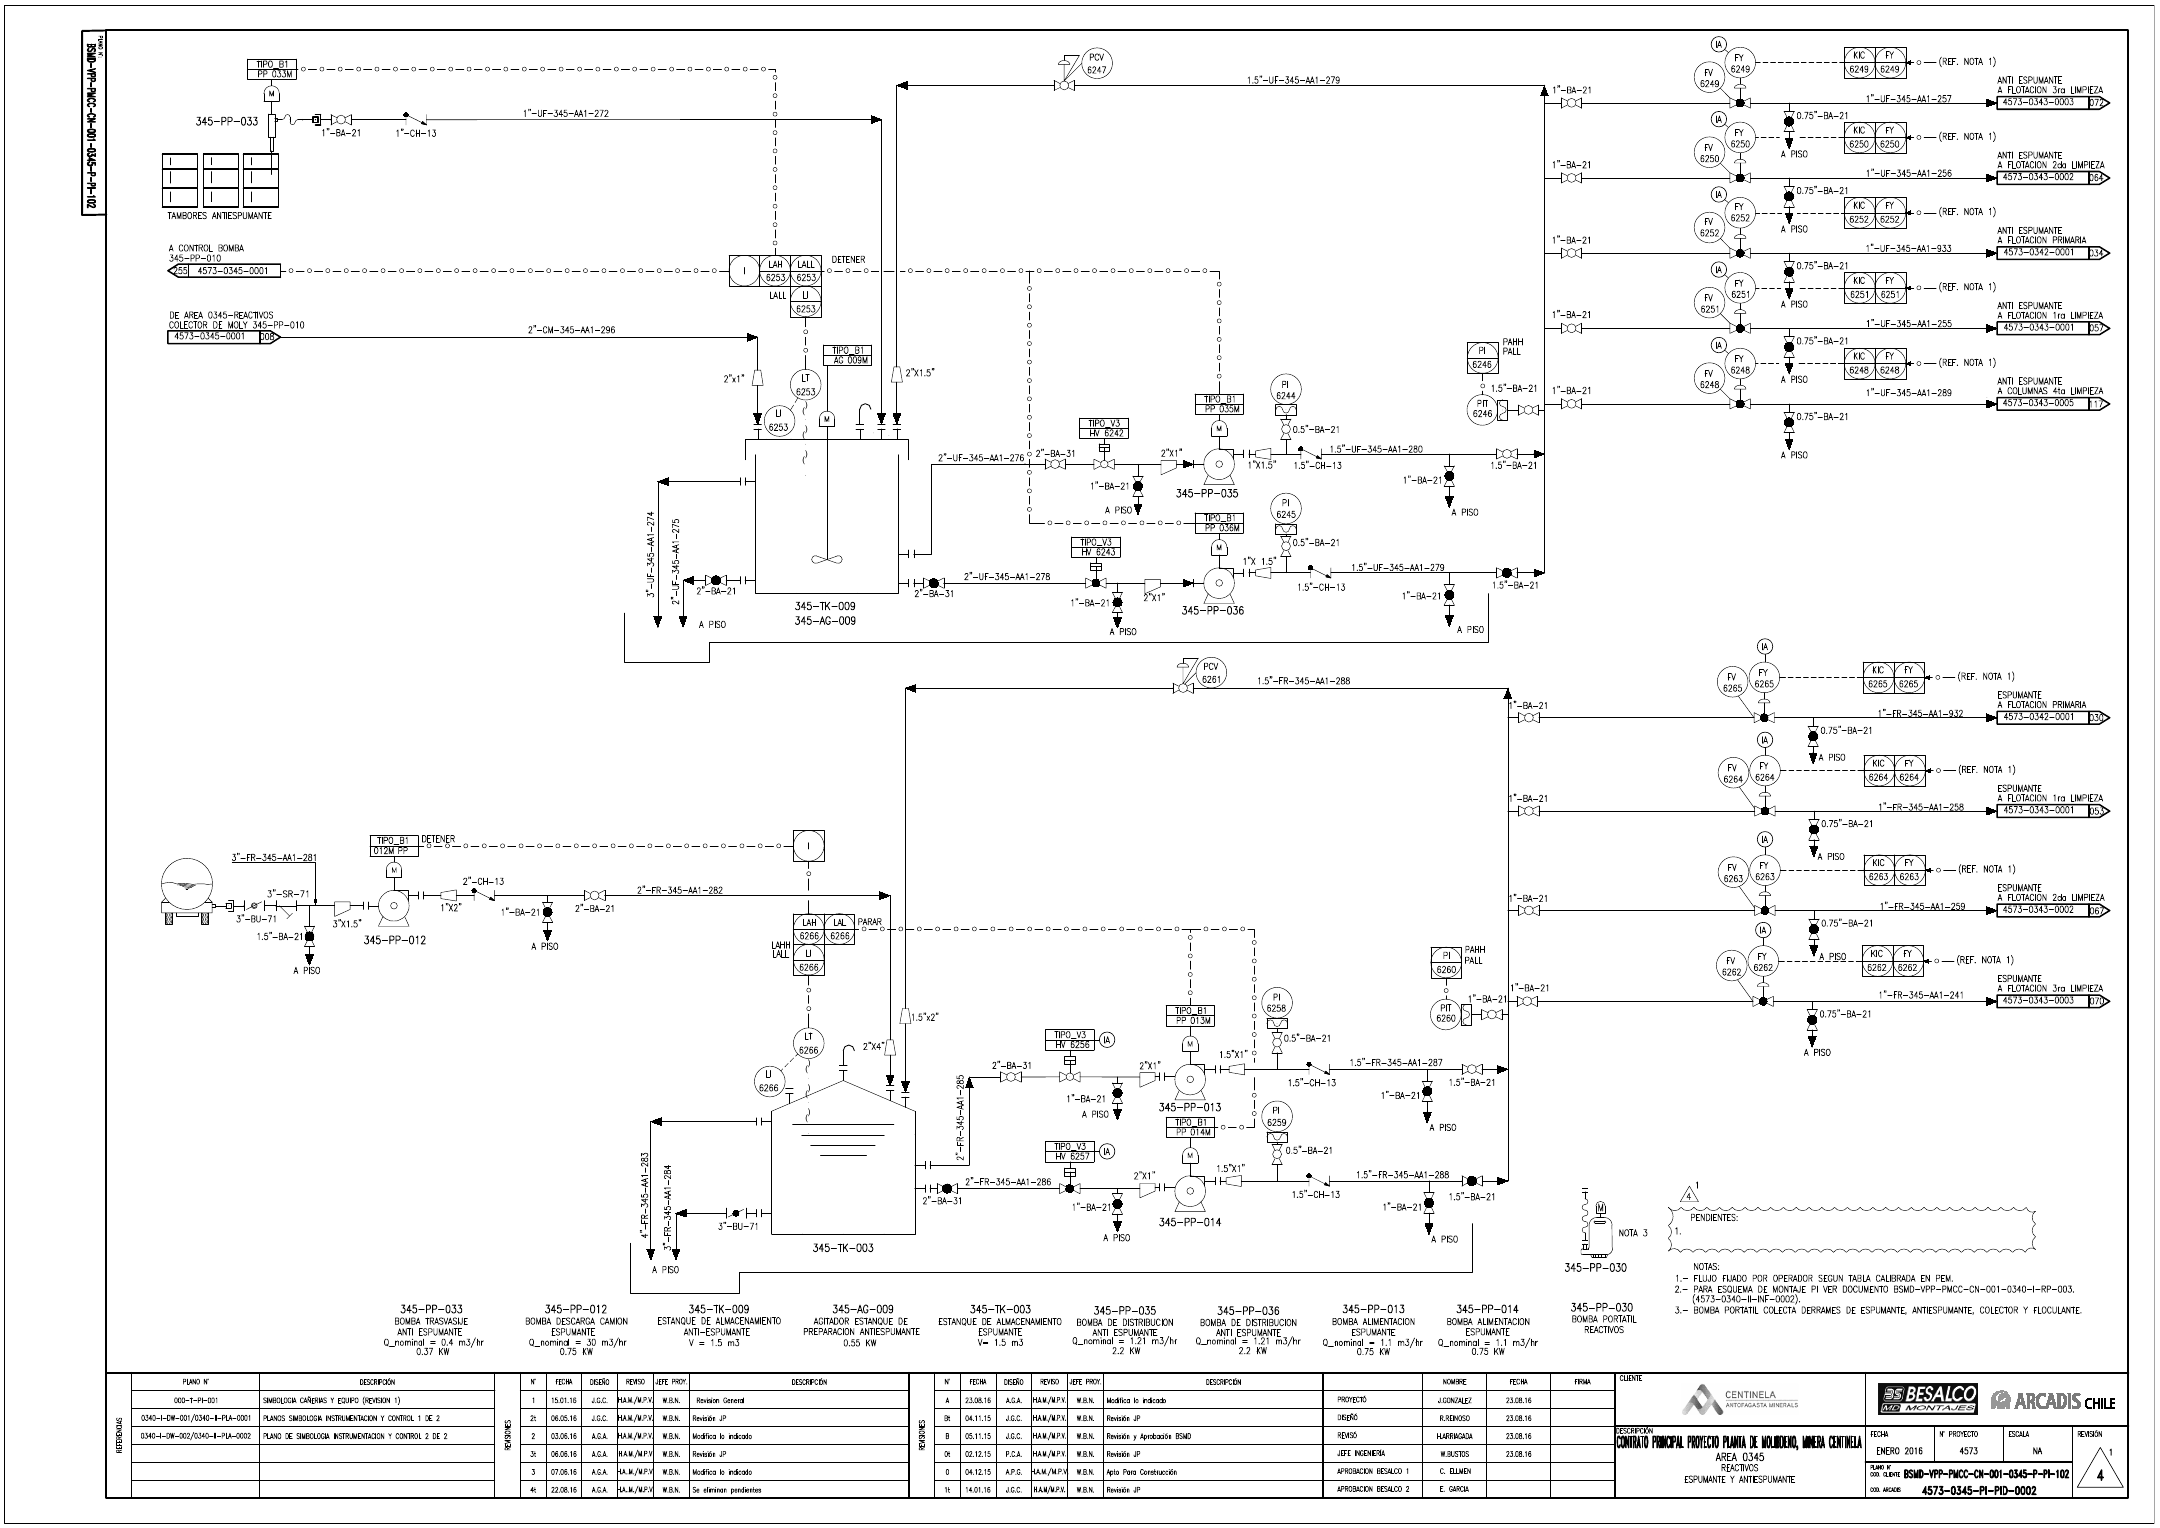 PLANO N°:
BSMD-VPP-PMCC-CN-001-0345-P-PI-102
TIPO_B1
PP 033M
M
345-PP-033
1"-BA-21
1"-CH-13
1"-UF-345-AA1-272
TAMBORES ANTIESPUMANTE
A CONTROL BOMBA
345-PP-010
255 4573-0345-0001
DE AREA 0345-REACTIVOS
COLECTOR DE MOLY 345-PP-010
4573-0345-0001 008
2"-CM-345-AA1-296
I
LAH 6253
LALL 6253
DETENER
LALL
LI 6253
TIPO_B1
AG 009M
M
LT 6253
LI 6253
2"x1"
2"X1.5"
PCV 6247
1.5"-UF-345-AA1-279
3"-UF-345-AA1-274
2"-UF-345-AA1-275
2"-BA-21
A PISO
345-TK-009
345-AG-009
2"-UF-345-AA1-276
2"-BA-31
TIPO_V3
HV 6242
1"-BA-21
A PISO
2"X1"
TIPO_B1
PP 035M
M
345-PP-035
1"X1.5"
PI 6244
0.5"-BA-21
1.5"-CH-13
1.5"-UF-345-AA1-280
1"-BA-21
A PISO
1.5"-BA-21
2"-BA-31
2"-UF-345-AA1-278
TIPO_V3
HV 6243
1"-BA-21
A PISO
2"X1"
TIPO_B1
PP 036M
M
345-PP-036
1"X 1.5"
PI 6245
0.5"-BA-21
1.5"-CH-13
1.5"-UF-345-AA1-279
1"-BA-21
A PISO
1.5"-BA-21
PI 6246
PAHH
PALL
PIT 6246
1.5"-BA-21
1"-BA-21
IA
FY 6249
FV 6249
KIC 6249
FY 6249
(REF. NOTA 1)
1"-UF-345-AA1-257
0.75"-BA-21
A PISO
ANTI ESPUMANTE
A FLOTACION 3ra LIMPIEZA
4573-0343-0003 072
1"-BA-21
IA
FY 6250
FV 6250
KIC 6250
FY 6250
(REF. NOTA 1)
1"-UF-345-AA1-256
0.75"-BA-21
A PISO
ANTI ESPUMANTE
A FLOTACION 2da LIMPIEZA
4573-0343-0002 064
1"-BA-21
IA
FY 6252
FV 6252
KIC 6252
FY 6252
(REF. NOTA 1)
1"-UF-345-AA1-933
0.75"-BA-21
A PISO
ANTI ESPUMANTE
A FLOTACION PRIMARIA
4573-0342-0001 034
1"-BA-21
IA
FY 6251
FV 6251
KIC 6251
FY 6251
(REF. NOTA 1)
1"-UF-345-AA1-255
0.75"-BA-21
A PISO
ANTI ESPUMANTE
A FLOTACION 1ra LIMPIEZA
4573-0343-0001 057
1"-BA-21
IA
FY 6248
FV 6248
KIC 6248
FY 6248
(REF. NOTA 1)
1"-UF-345-AA1-289
0.75"-BA-21
A PISO
ANTI ESPUMANTE
A COLUMNAS 4ta LIMPIEZA
4573-0343-0005 117
PCV 6261
1.5"-FR-345-AA1-288
1"-BA-21
IA
FY 6265
FV 6265
KIC 6265
FY 6265
(REF. NOTA 1)
1"-FR-345-AA1-932
0.75"-BA-21
A PISO
ESPUMANTE
A FLOTACION PRIMARIA
4573-0342-0001 030
1"-BA-21
IA
FY 6264
FV 6264
KIC 6264
FY 6264
(REF. NOTA 1)
1"-FR-345-AA1-258
0.75"-BA-21
A PISO
ESPUMANTE
A FLOTACION 1ra LIMPIEZA
4573-0343-0001 053
1"-BA-21
IA
FY 6263
FV 6263
KIC 6263
FY 6263
(REF. NOTA 1)
1"-FR-345-AA1-259
0.75"-BA-21
A PISO
ESPUMANTE
A FLOTACION 2da LIMPIEZA
4573-0343-0002 067
1"-BA-21
IA
FY 6262
FV 6262
KIC 6262
FY 6262
(REF. NOTA 1)
1"-FR-345-AA1-241
0.75"-BA-21
A PISO
ESPUMANTE
A FLOTACION 3ra LIMPIEZA
4573-0343-0003 070
TIPO_B1
012M PP
DETENER
M
3"-FR-345-AA1-281
3"-SR-71
3"-BU-71
1.5"-BA-21
A PISO
3"X1.5"
345-PP-012
1"X2"
2"-CH-13
1"-BA-21
A PISO
2"-BA-21
2"-FR-345-AA1-282
I
LAH 6266
LAL 6266
PARAR
LAHH
LALL
LI 6266
LT 6266
LI 6266
2"X4"
1.5"x2"
4"-FR-345-AA1-283
3"-FR-345-AA1-284
3"-BU-71
A PISO
345-TK-003
2"-FR-345-AA1-285
2"-BA-31
TIPO_V3
HV 6256
IA
1"-BA-21
A PISO
2"X1"
TIPO_B1
PP 013M
M
345-PP-013
1.5"X1"
PI 6258
0.5"-BA-21
1.5"-CH-13
1.5"-FR-345-AA1-287
1"-BA-21
A PISO
1.5"-BA-21
2"-BA-31
2"-FR-345-AA1-286
TIPO_V3
HV 6257
IA
1"-BA-21
A PISO
2"X1"
TIPO_B1
PP 014M
M
345-PP-014
1.5"X1"
PI 6259
0.5"-BA-21
1.5"-CH-13
1.5"-FR-345-AA1-288
1"-BA-21
A PISO
1.5"-BA-21
PI 6260
PAHH
PALL
PIT 6260
1"-BA-21
M
NOTA 3
345-PP-030
4 1
PENDIENTES:
1.
NOTAS:
1.- FLUJO FIJADO POR OPERADOR SEGUN TABLA CALIBRADA EN PEM.
2.- PARA ESQUEMA DE MONTAJE PI VER DOCUMENTO BSMD-VPP-PMCC-CN-001-0340-I-RP-003.
(4573-0340-II-INF-0002).
3.- BOMBA PORTATIL COLECTA DERRAMES DE ESPUMANTE, ANTIESPUMANTE, COLECTOR Y FLOCULANTE.
345-PP-033
BOMBA TRASVASIJE
ANTI ESPUMANTE
Q_nominal = 0.4 m3/hr
0.37 KW
345-PP-012
BOMBA DESCARGA CAMION
ESPUMANTE
Q_nominal = 30 m3/hr
0.75 KW
345-TK-009
ESTANQUE DE ALMACENAMIENTO
ANTI-ESPUMANTE
V = 1.5 m3
345-AG-009
AGITADOR ESTANQUE DE
PREPARACION ANTIESPUMANTE
0.55 KW
345-TK-003
ESTANQUE DE ALMACENAMIENTO
ESPUMANTE
V= 1.5 m3
345-PP-035
BOMBA DE DISTRIBUCION
ANTI ESPUMANTE
Q_nominal = 1.21 m3/hr
2.2 KW
345-PP-036
BOMBA DE DISTRIBUCION
ANTI ESPUMANTE
Q_nominal = 1.21 m3/hr
2.2 KW
345-PP-013
BOMBA ALIMENTACION
ESPUMANTE
Q_nominal = 1.1 m3/hr
0.75 KW
345-PP-014
BOMBA ALIMENTACION
ESPUMANTE
Q_nominal = 1.1 m3/hr
0.75 KW
345-PP-030
BOMBA PORTATIL
REACTIVOS
REFERENCIAS
PLANO N° DESCRIPCIÓN
000-T-PI-001 SIMBOLOGIA CAÑERIAS Y EQUIPO (REVISION 1)
0340-I-DW-001/0340-II-PLA-0001 PLANOS SIMBOLOGIA INSTRUMENTACION Y CONTROL 1 DE 2
0340-I-DW-002/0340-II-PLA-0002 PLANO DE SIMBOLOGIA INSTRUMENTACION Y CONTROL 2 DE 2
REVISIONES
N° FECHA DISEÑO REVISO JEFE PROY. DESCRIPCIÓN
1 15.01.16 J.G.C. H.A.M./M.P.V. W.B.N. Revision General
2t 06.05.16 J.G.C. H.A.M./M.P.V. W.B.N. Revisión JP
2 03.06.16 A.G.A. H.A.M./M.P.V. W.B.N. Modifica lo indicado
3t 06.06.16 A.G.A. H.A.M./M.P.V. W.B.N. Revisión JP
3 07.06.16 A.G.A. H.A.M./M.P.V. W.B.N. Modifica lo indicado
4t 22.08.16 A.G.A. H.A.M./M.P.V. W.B.N. Se eliminan pendientes
REVISIONES
N° FECHA DISEÑO REVISO JEFE PROY. DESCRIPCIÓN
A 23.08.16 A.G.A. H.A.M/M.P.V W.B.N. Modifica lo indicado
Bt 04.11.15 J.G.C. H.A.M/M.P.V W.B.N. Revisión JP
B 05.11.15 J.G.C. H.A.M/M.P.V W.B.N. Revisión y Aprobación BSMD
0t 02.12.15 P.C.A. H.A.M/M.P.V W.B.N. Revisión JP
0 04.12.15 A.P.G. H.A.M./M.P.V. W.B.N. Apto Para Construcción
1t 14.01.16 J.G.C. H.A.M/M.P.V W.B.N. Revisión JP
NOMBRE FECHA FIRMA
PROYECTÓ J.GONZALEZ 23.08.16
DISEÑÓ R.REINOSO 23.08.16
REVISÓ H.ARRIAGADA 23.08.16
JEFE INGENIERÍA W.BUSTOS 23.08.16
APROBACION BESALCO 1 C. ELLMEN
APROBACION BESALCO 2 E. GARCIA
CLIENTE
CENTINELA
ANTOFAGASTA MINERALS
DESCRIPCIÓN
CONTRATO PRINCIPAL PROYECTO PLANTA DE MOLIBDENO, MINERA CENTINELA
AREA 0345
REACTIVOS
ESPUMANTE Y ANTIESPUMANTE
BS BESALCO
MD MONTAJES
ARCADIS CHILE
FECHA
ENERO 2016
N° PROYECTO
4573
ESCALA
NA
REVISIÓN
4 1
PLANO N°
COD. CLIENTE BSMD-VPP-PMCC-CN-001-0345-P-PI-102
COD. ARCADIS 4573-0345-PI-PID-0002